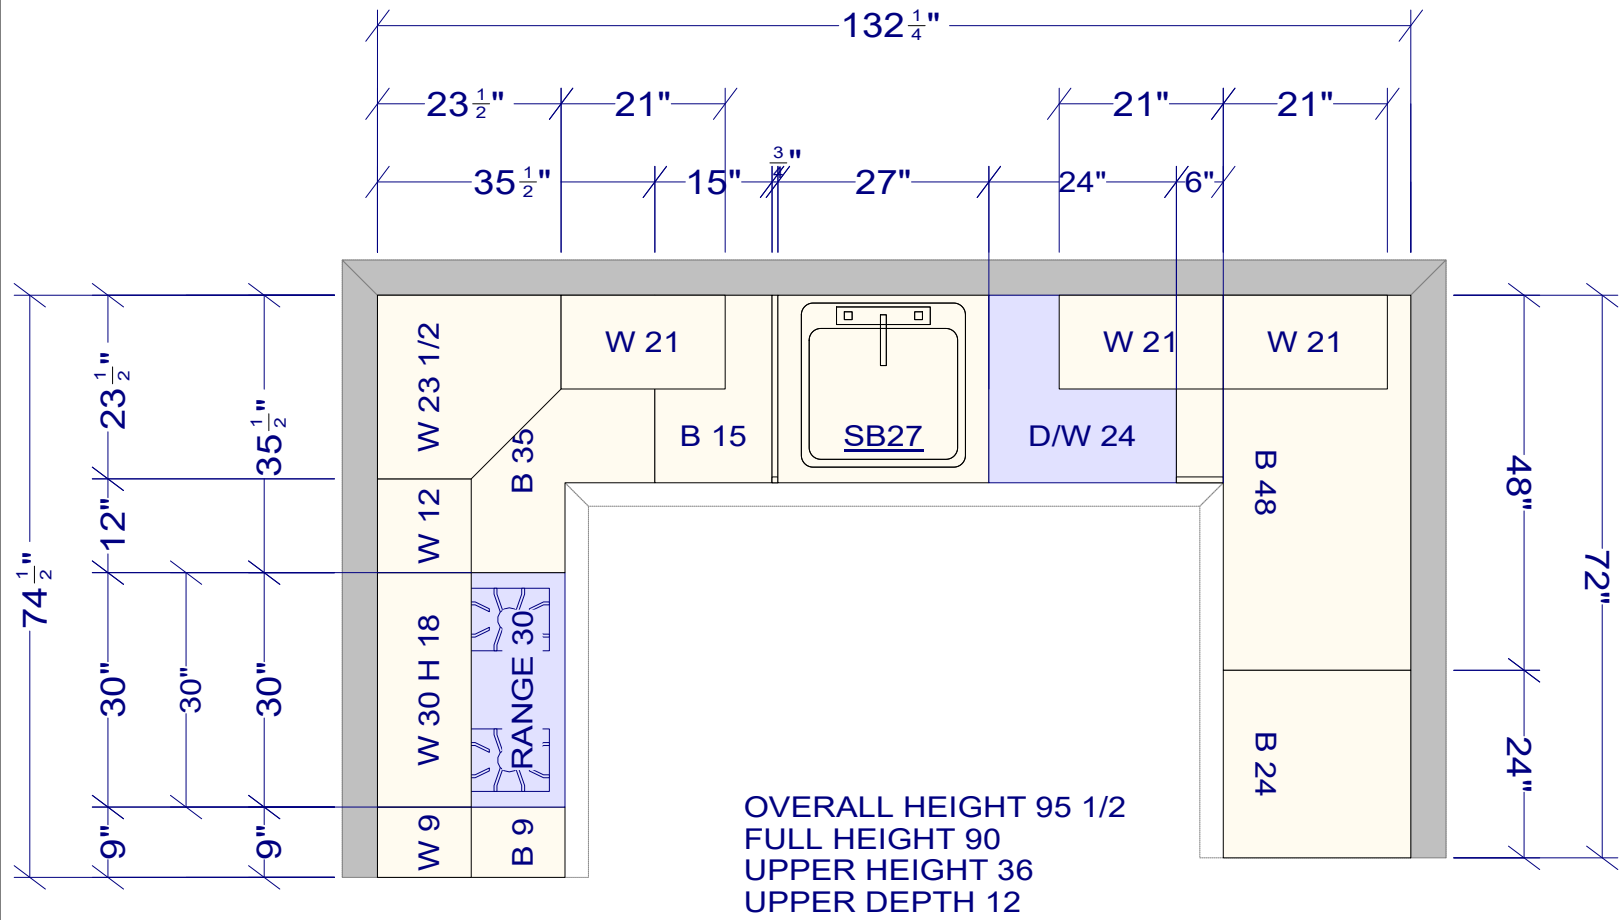 132 1/4"
23 1/2" 21" 21" 21"
35 1/2" 15" 3/4" 27" 24" 6"
74 1/2"
23 1/2" 12" 30" 9"
30"
35 1/2" 30" 9"
W 23 1/2
W 12
W 30 H 18
W 9
B 35
RANGE 30
B 9
W 21
B 15
SB27
D/W 24
W 21
W 21
B 48
B 24
48" 24"
72"
OVERALL HEIGHT 95 1/2
FULL HEIGHT 90
UPPER HEIGHT 36
UPPER DEPTH 12